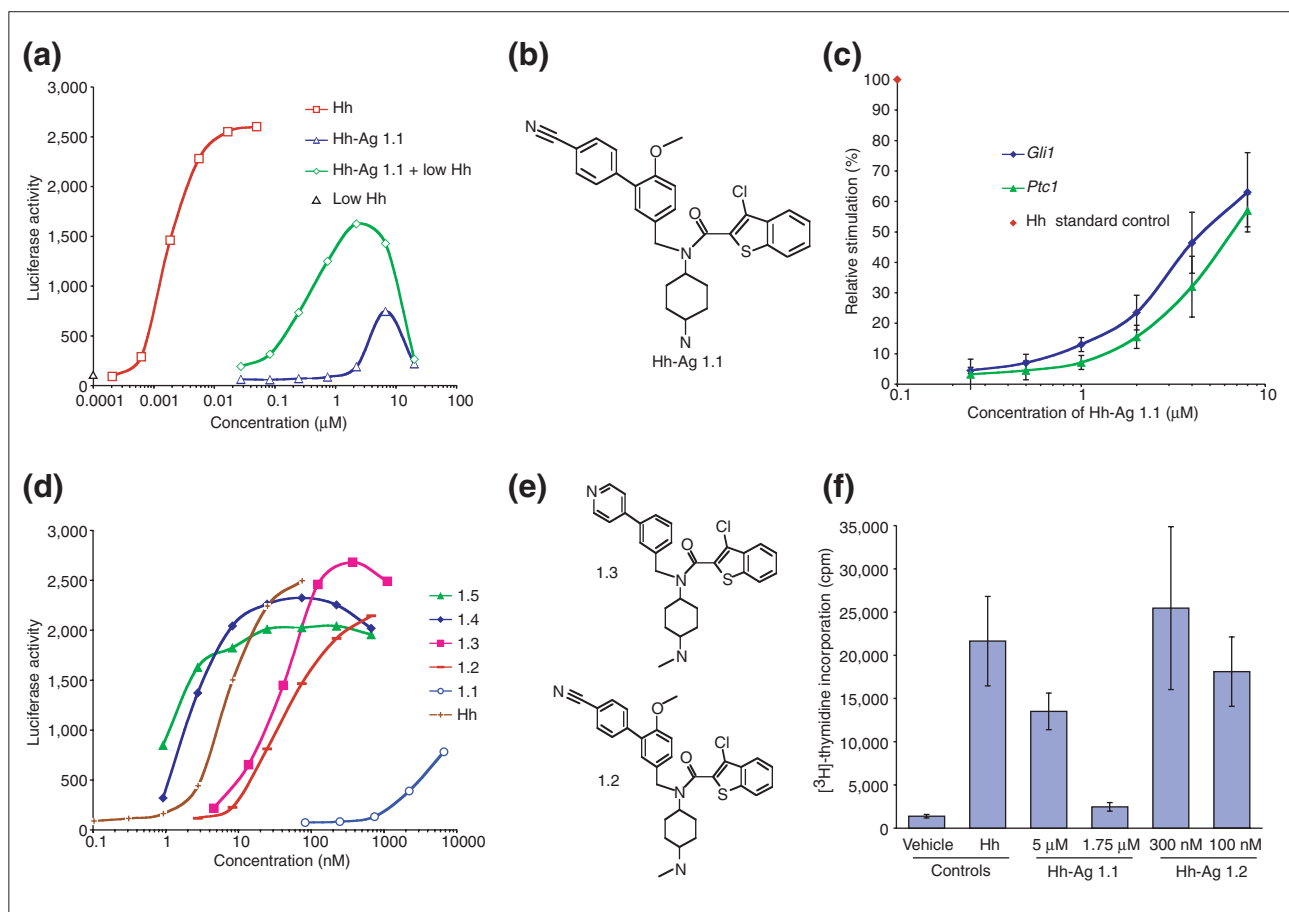 (a)
3,000
2,500
2,000
1,500
1,000
500
0
Luciferase activity
0.0001
0.001
0.01
0.1
1
10
100
Concentration (μM)
Hh
Hh-Ag 1.1
Hh-Ag 1.1 + low Hh
Low Hh
(b)
N
O
O
Cl
S
N
N
Hh-Ag 1.1
(c)
100
90
80
70
60
50
40
30
20
10
0
Relative stimulation (%)
0.1
1
10
Concentration of Hh-Ag 1.1 (μM)
Gli1
Ptc1
Hh standard control
(d)
3,000
2,500
2,000
1,500
1,000
500
0
Luciferase activity
0.1
1
10
100
1000
10000
Concentration (nM)
1.5
1.4
1.3
1.2
1.1
Hh
(e)
N
O
Cl
1.3
N
S
N
N
O
O
Cl
1.2
N
S
N
(f)
35,000
30,000
25,000
20,000
15,000
10,000
5,000
0
[3H]-thymidine incorporation (cpm)
Vehicle Hh 5 μM 1.75 μM 300 nM 100 nM
Controls Hh-Ag 1.1 Hh-Ag 1.2